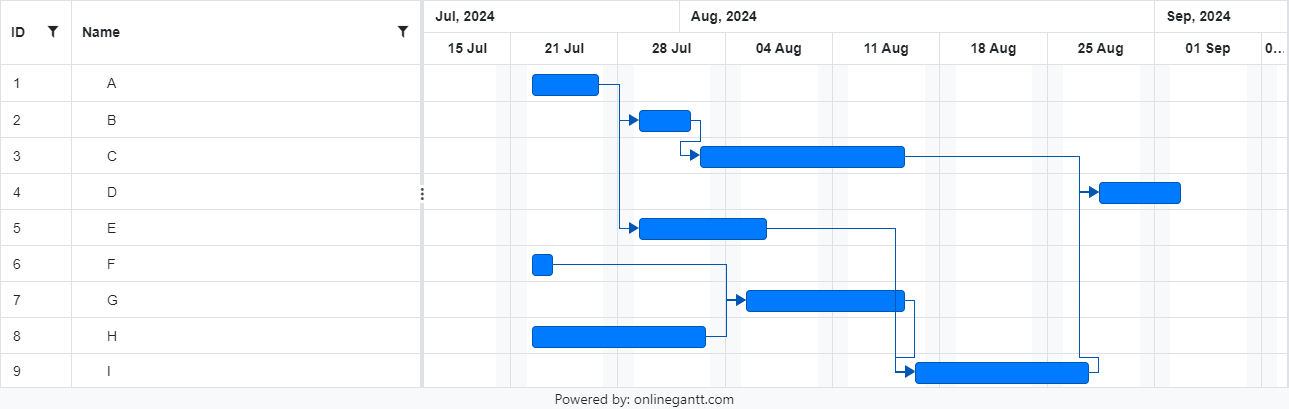 Jul, 2024 Aug, 2024 Sep, 2024
ID Name
15 Jul 21 Jul 28 Jul 04 Aug 11 Aug 18 Aug 25 Aug 01 Sep 0...
1 A
2 B
3 C
4 D
5 E
6 F
7 G
8 H
9 I
Powered by: onlinegantt.com